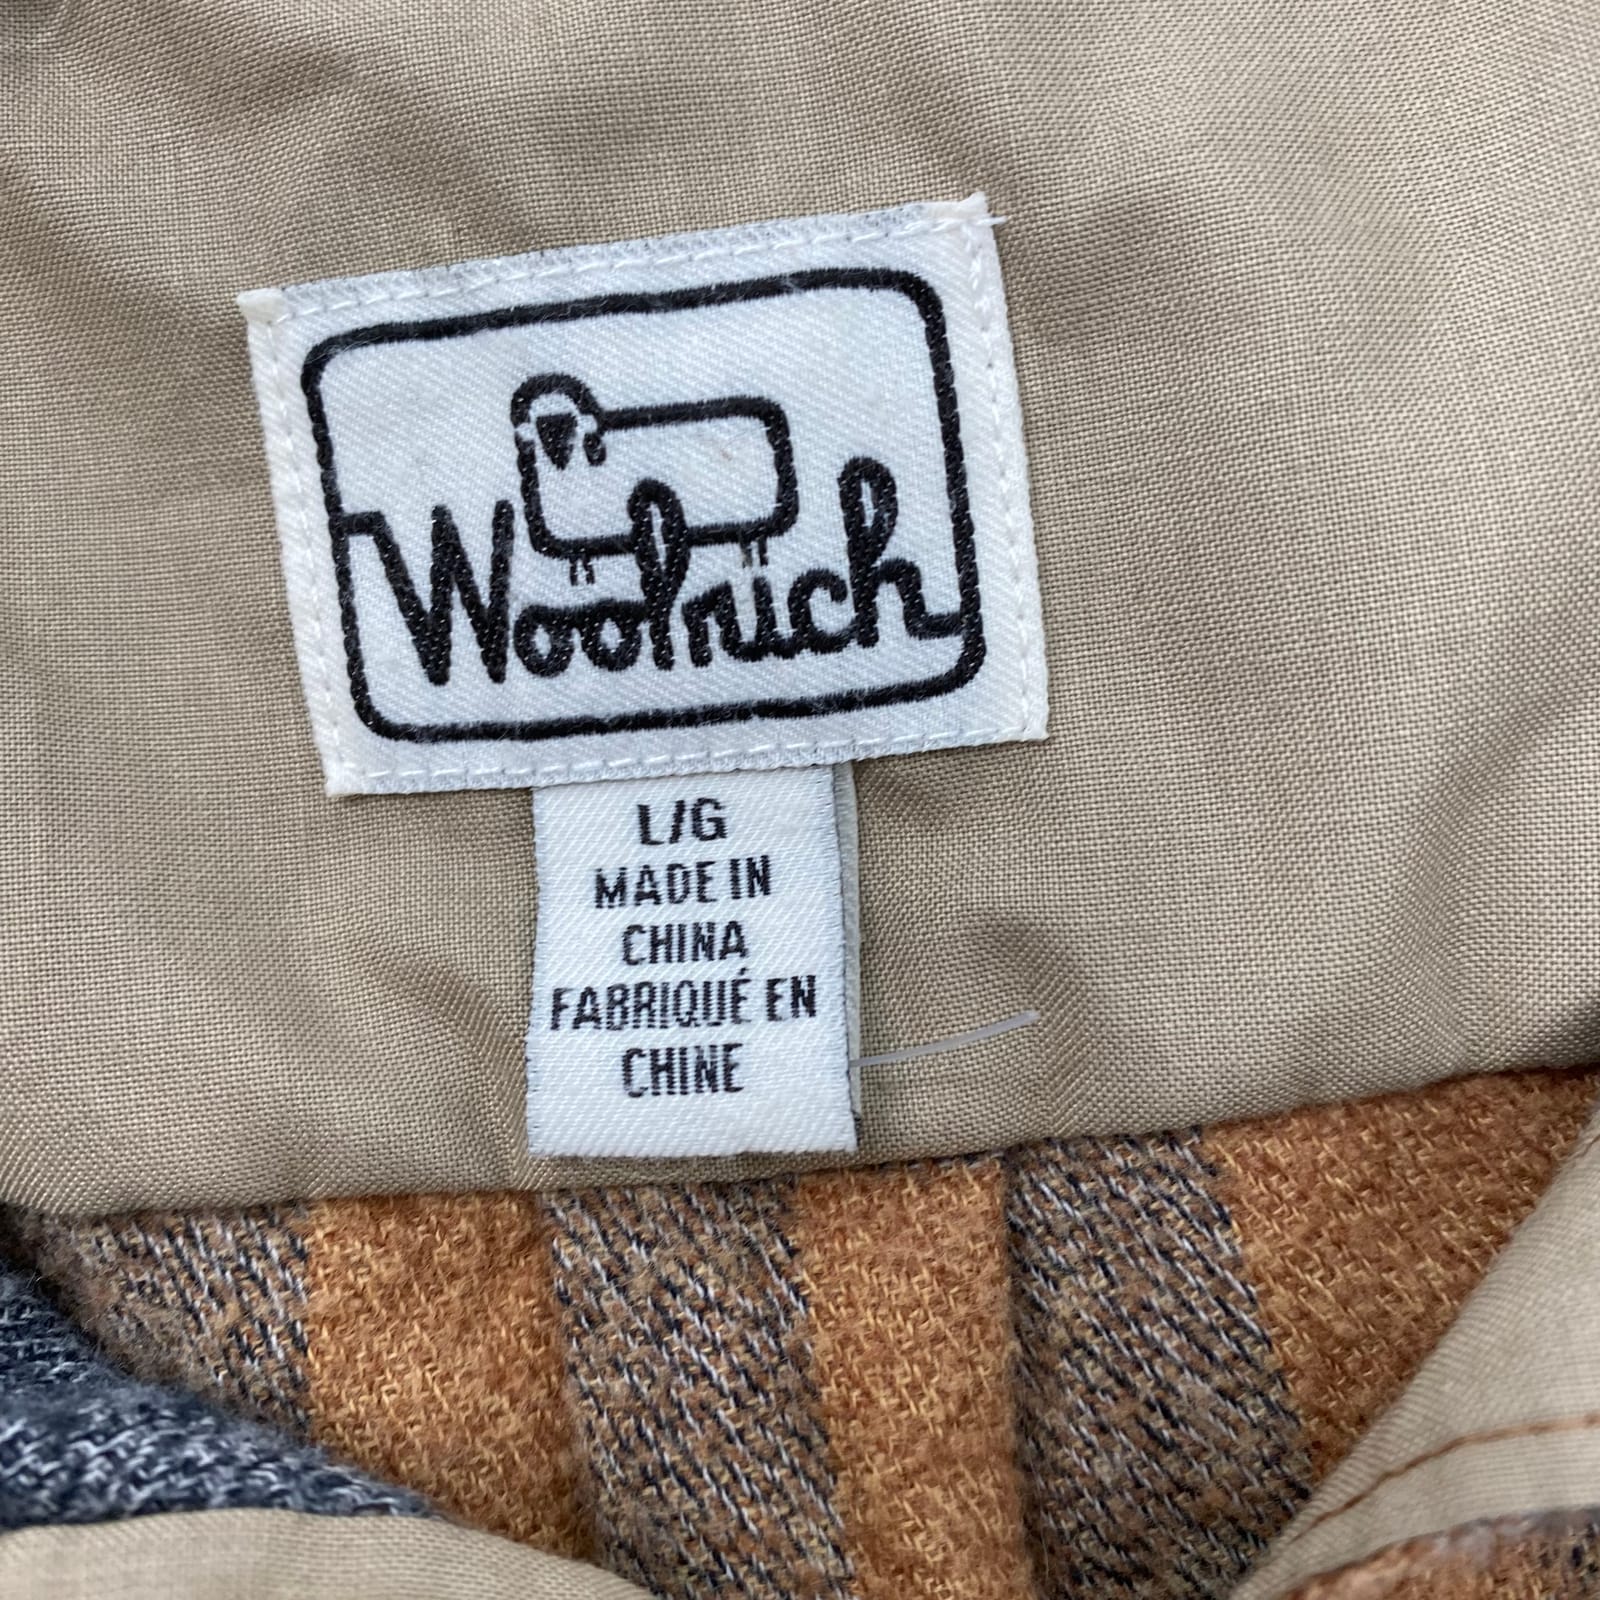 Woolrich
L/G
MADE IN
CHINA
FABRIQUÉ EN
CHINE